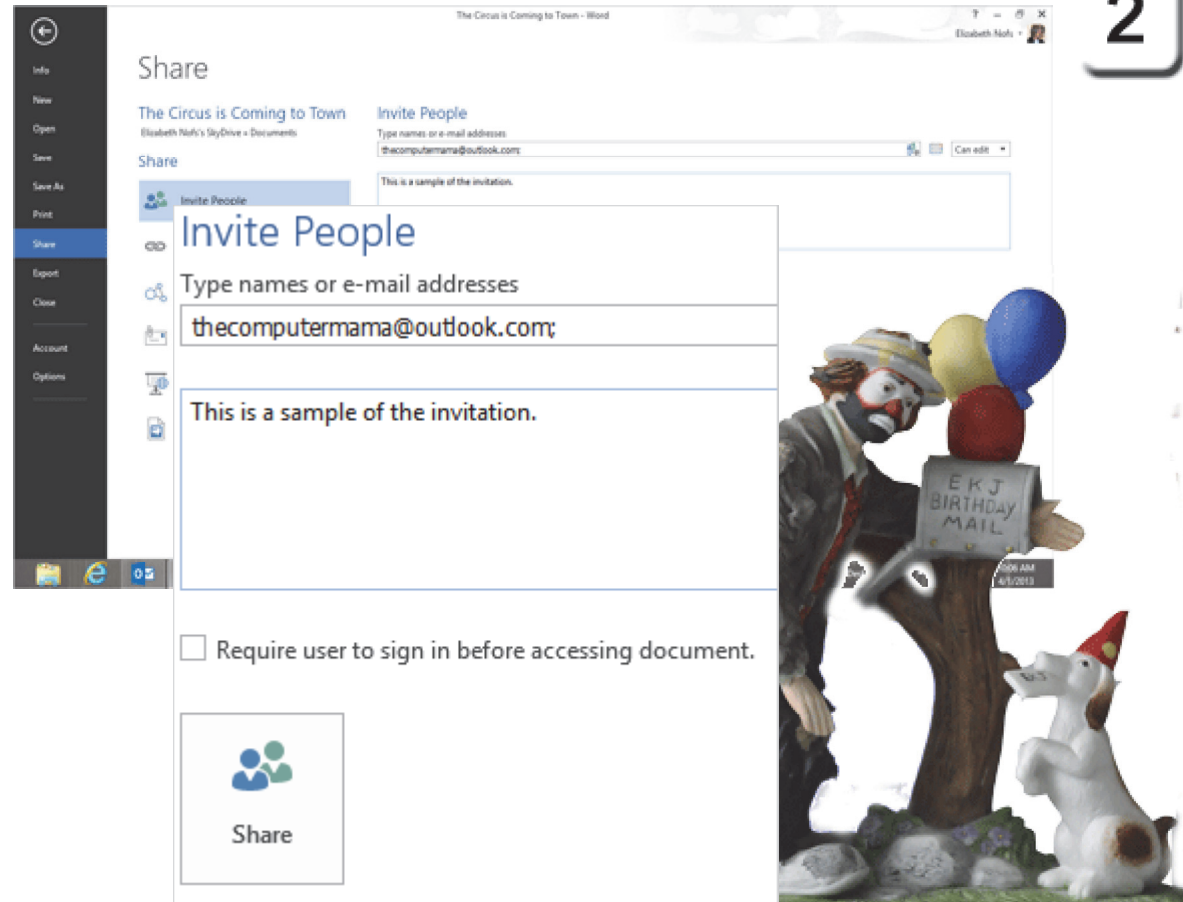 The Circus is Coming to Town - Word
? 
Elizabeth Nofs
2
Info
New
Open
Save
Save As
Print
Share
Export
Close
Account
Options
Share
The Circus is Coming to Town
Elizabeth Nofs's SkyDrive » Documents
Share
Invite People
Invite People
Type names or e-mail addresses
thecomputermama@outlook.com;
Can edit
This is a sample of the invitation.
Invite People
Type names or e-mail addresses
thecomputermama@outlook.com;
This is a sample of the invitation.
Require user to sign in before accessing document.
Share
EKJ
BIRTHDAY
MAIL
EKJ
4/1/2013